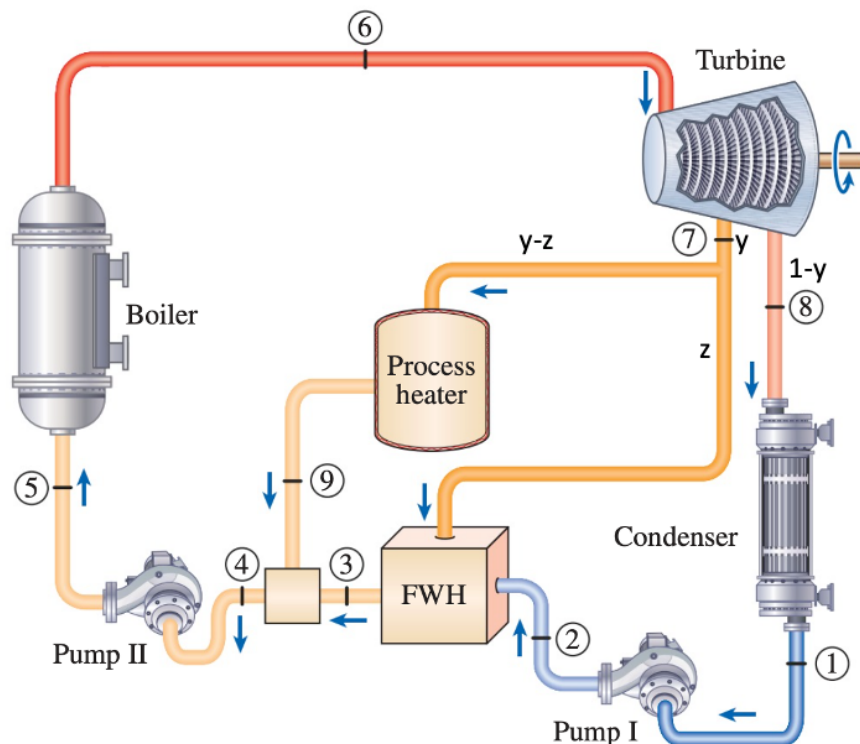 6
Turbine
7
y
y-z
1-y
8
Boiler
z
Process
heater
5
9
Condenser
4
3
FWH
2
1
Pump II
Pump I